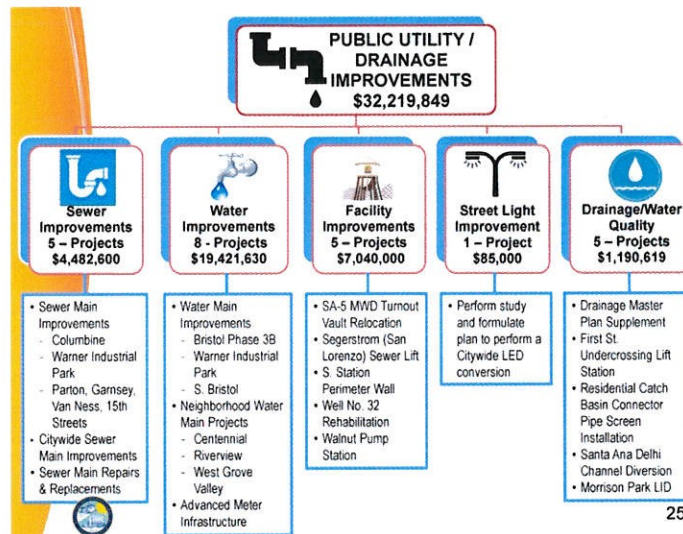 PUBLIC UTILITY /
DRAINAGE
IMPROVEMENTS
$32,219,849
Sewer
Improvements
5 – Projects
$4,482,600
Water
Improvements
8 - Projects
$19,421,630
Facility
Improvements
5 – Projects
$7,040,000
Street Light
Improvement
1 – Project
$85,000
Drainage/Water
Quality
5 – Projects
$1,190,619
• Sewer Main
Improvements
- Columbine
- Warner Industrial
Park
- Parton, Garnsey,
Van Ness, 15th
Streets
• Citywide Sewer
Main Improvements
• Sewer Main Repairs
& Replacements
• Water Main
Improvements
- Bristol Phase 3B
- Warner Industrial
Park
- S. Bristol
• Neighborhood Water
Main Projects
- Centennial
- Riverview
- West Grove
Valley
• Advanced Meter
Infrastructure
• SA-5 MWD Turnout
Vault Relocation
• Segerstrom (San
Lorenzo) Sewer Lift
• S. Station
Perimeter Wall
• Well No. 32
Rehabilitation
• Walnut Pump
Station
• Perform study
and formulate
plan to perform a
Citywide LED
conversion
• Drainage Master
Plan Supplement
• First St.
Undercrossing Lift
Station
• Residential Catch
Basin Connector
Pipe Screen
Installation
• Santa Ana Delhi
Channel Diversion
• Morrison Park LID
25